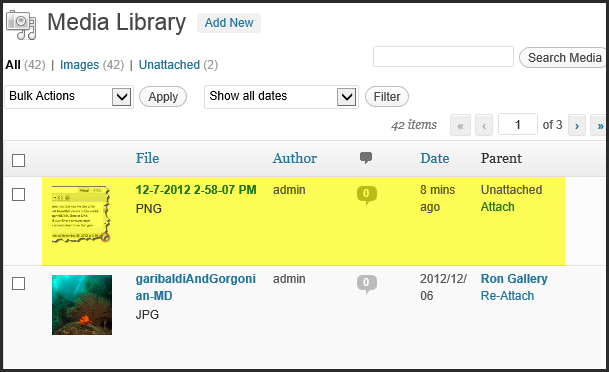 Media Library Add New
All (42) | Images (42) | Unattached (2)
Search Media
Bulk Actions Apply Show all dates Filter
42 items « ‹ 1 of 3 › »
File Author Date Parent
12-7-2012 2-58-07 PM admin 0 8 mins Unattached
PNG ago Attach
garibaldiAndGorgoni admin 0 2012/12/ Ron Gallery
an-MD 06 Re-Attach
JPG